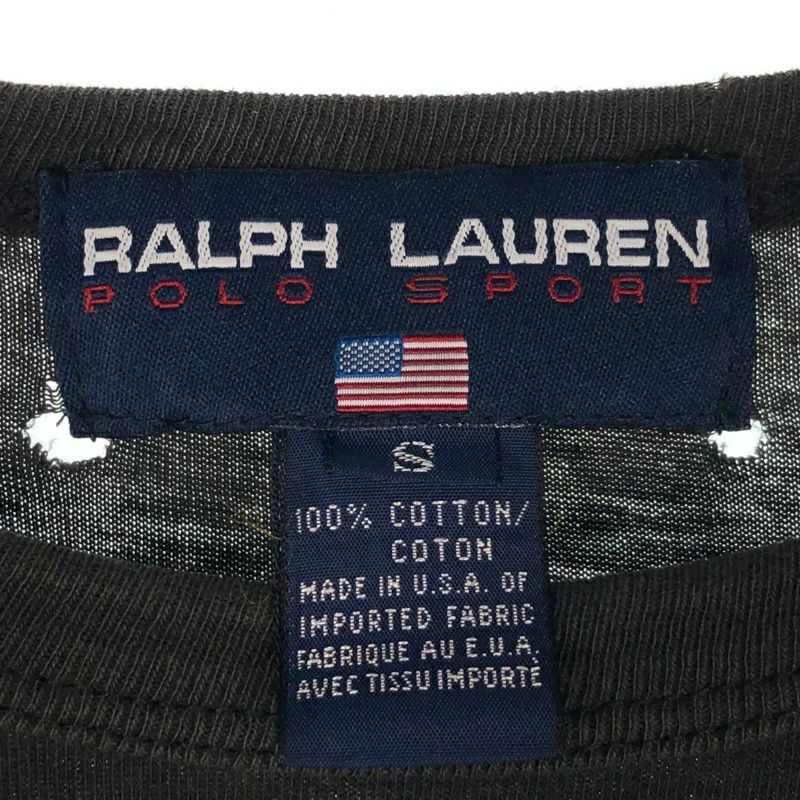 RALPH LAUREN
POLO SPORT
S
100% COTTON/
COTON
MADE IN U.S.A. OF
IMPORTED FABRIC
FABRIQUE AU E.U.A.
AVEC TISSU IMPORTÉ